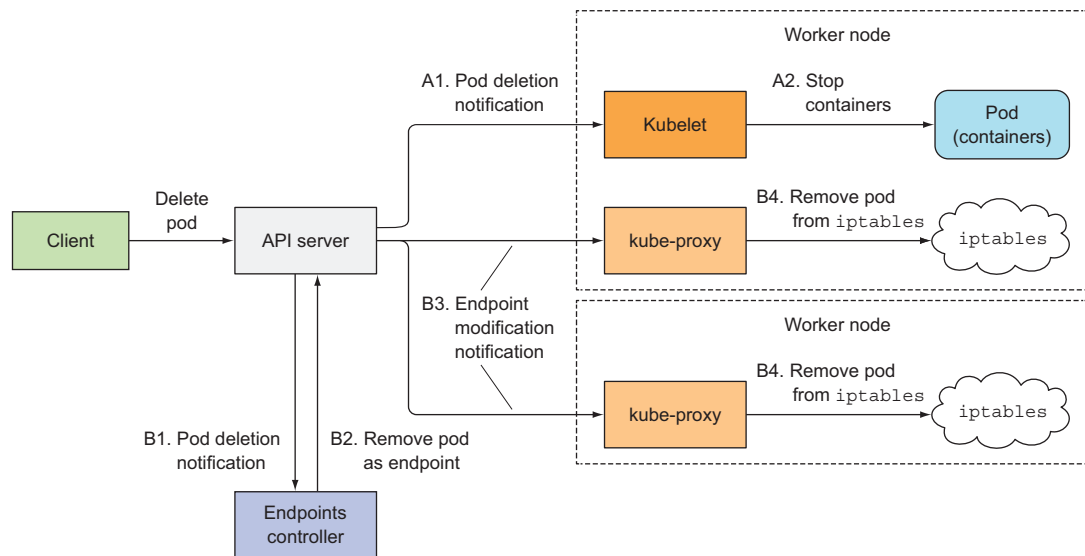 Worker node
A1. Pod deletion
notification
A2. Stop
containers
Kubelet
Pod
(containers)
Delete
pod
B4. Remove pod
from iptables
Client
API server
kube-proxy
iptables
B3. Endpoint
modification
notification
Worker node
B4. Remove pod
from iptables
kube-proxy
iptables
B1. Pod deletion
notification
B2. Remove pod
as endpoint
Endpoints
controller